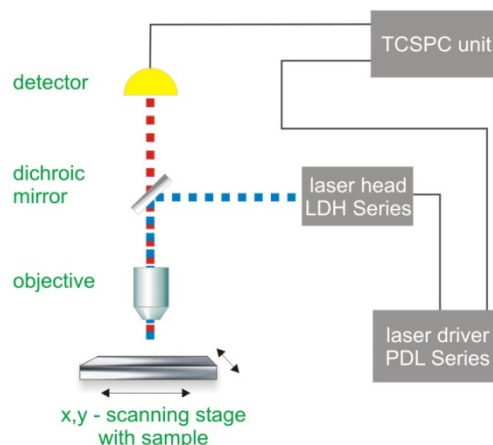 TCSPC unit
detector
dichroic
mirror
laser head
LDH Series
objective
laser driver
PDL Series
x,y - scanning stage
with sample